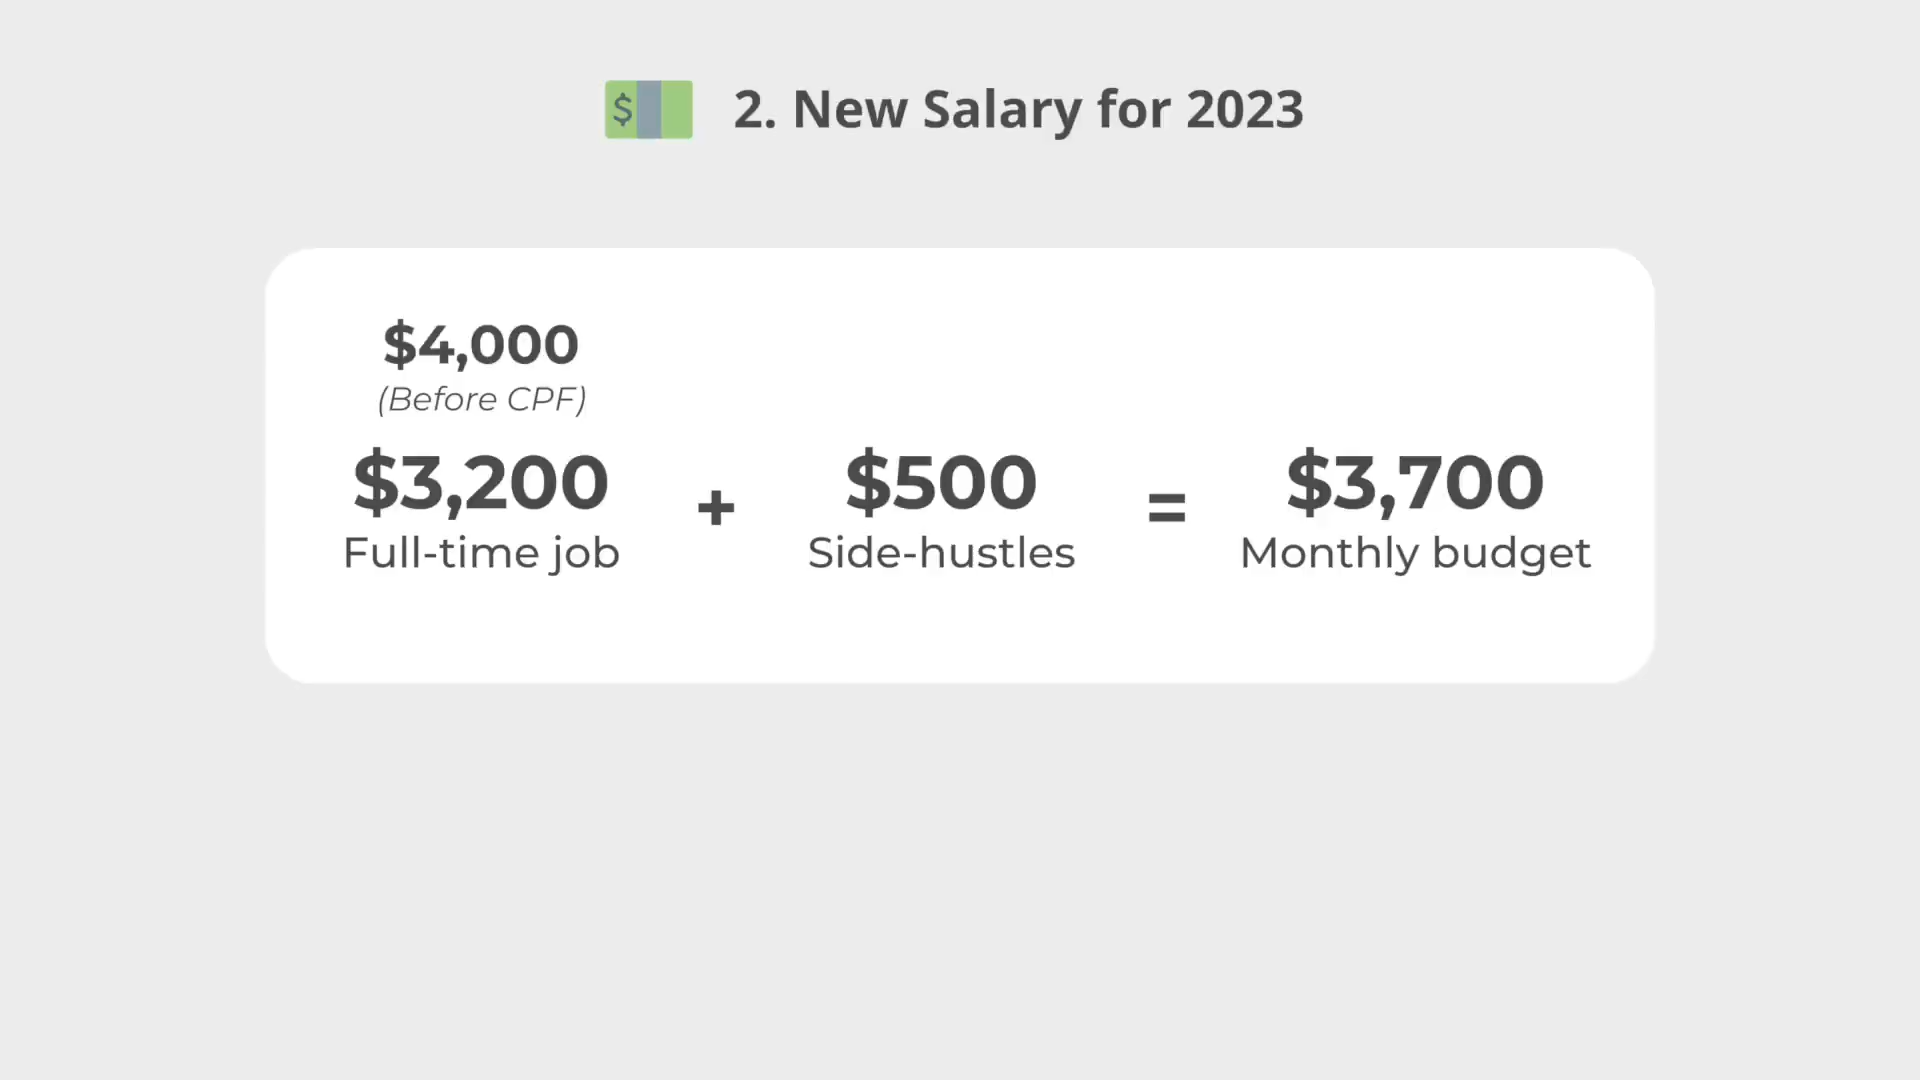 2. New Salary for 2023
$4,000
(Before CPF)
$3,200
Full-time job
+
$500
Side-hustles
=
$3,700
Monthly budget